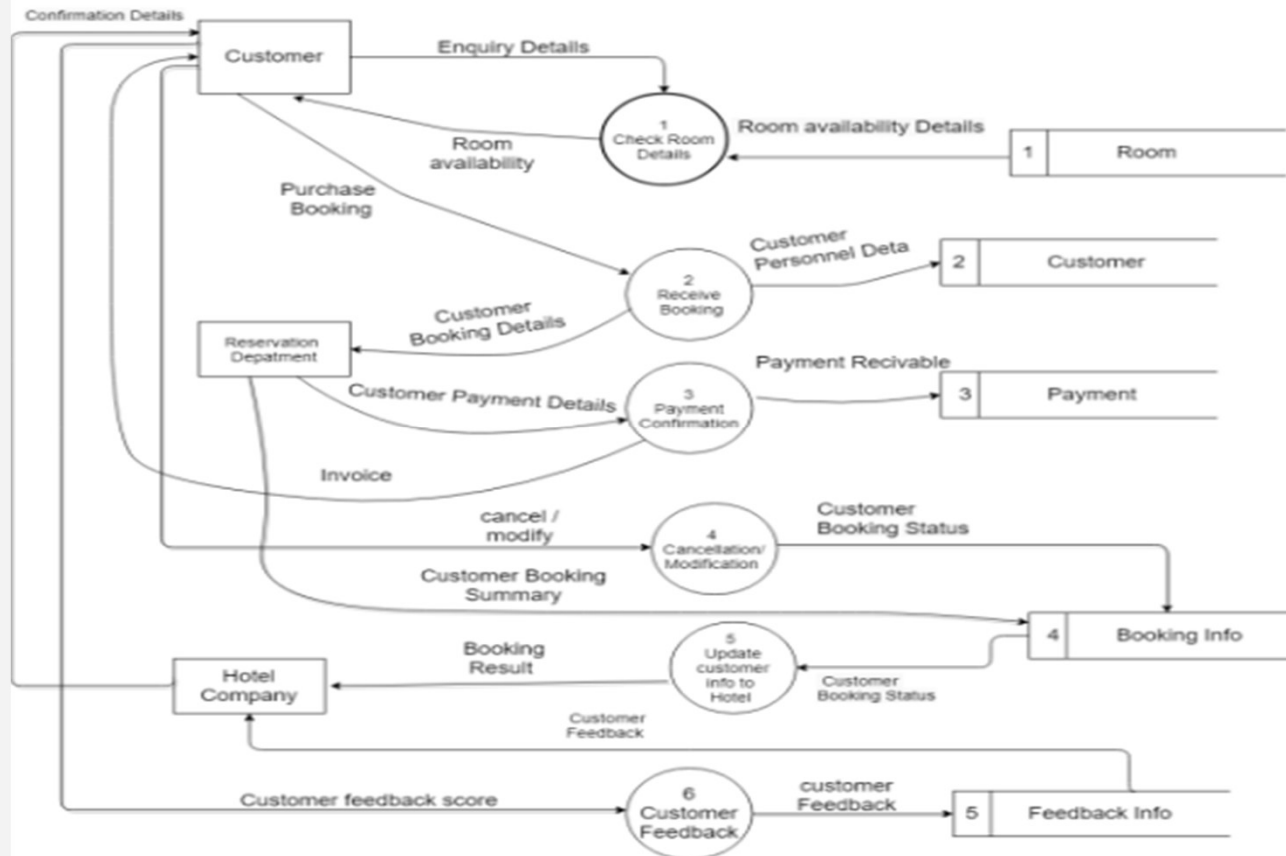 Confirmation Details
Customer
Enquiry Details
1
Check Room
Details
Room availability Details
1
Room
Room
availability
Purchase
Booking
Customer
Personnel Deta
2
Customer
2
Receive
Booking
Customer
Booking Details
Reservation
Depatment
Payment Recivable
Customer Payment Details
3
Payment
Confirmation
3
Payment
Invoice
cancel /
modify
4
Cancellation/
Modification
Customer
Booking Status
Customer Booking
Summary
4
Booking Info
Booking
Result
5
Update
customer
info to
Hotel
Customer
Booking Status
Hotel
Company
Customer
Feedback
Customer feedback score
6
Customer
Feedback
customer
Feedback
5
Feedback Info